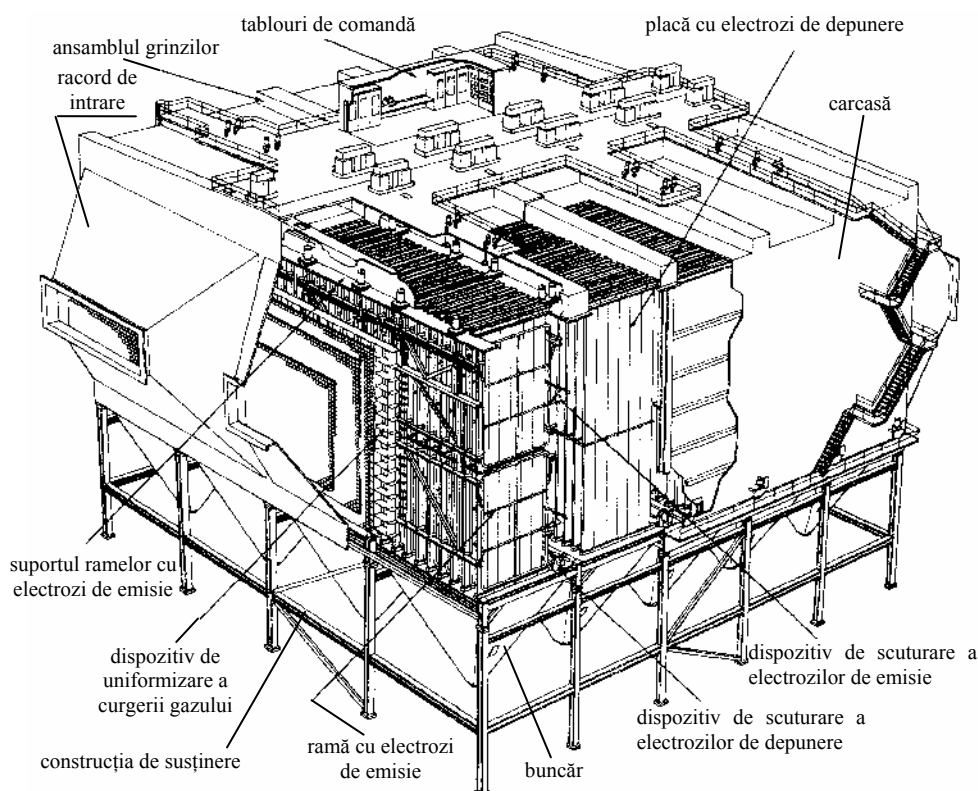 tablouri de comandă
placă cu electrozi de depunere
ansamblul grinzilor
racord de
intrare
carcasă
suportul ramelor cu
electrozi de emisie
dispozitiv de
uniformizare a
curgerii gazului
construcția de susținere
ramă cu electrozi
de emisie
buncăr
dispozitiv de scuturare a
electrozilor de emisie
dispozitiv de scuturare a
electrozilor de depunere